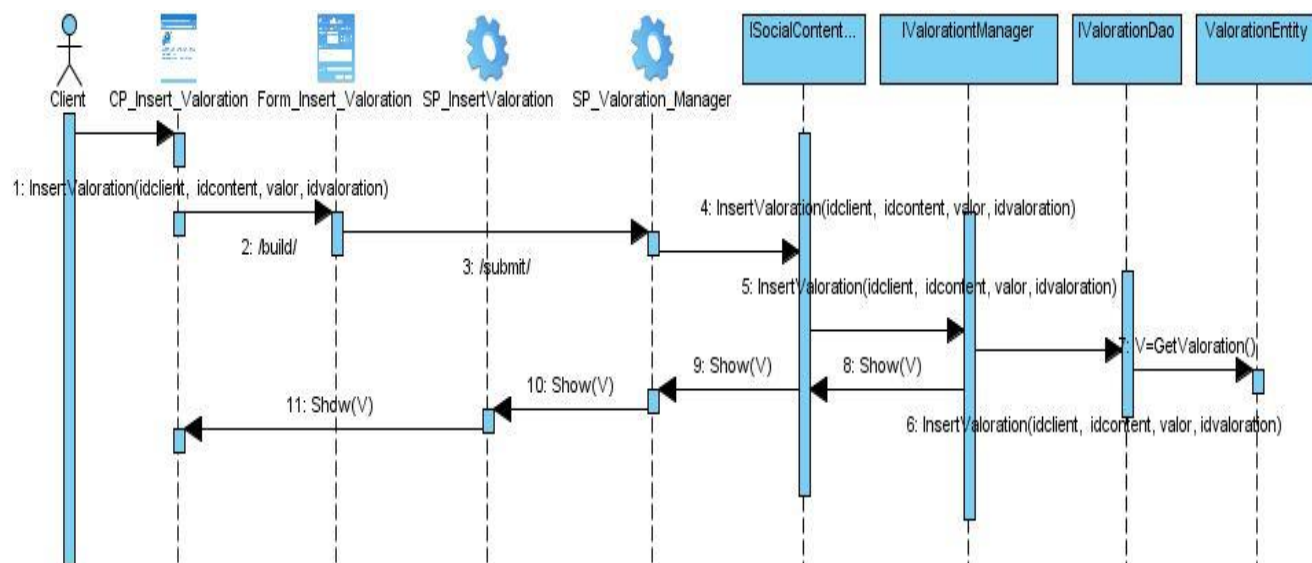 ISocialContent...
IValorationtManager
IValorationDao
ValorationEntity
Client
CP_Insert_Valoration
Form_Insert_Valoration
SP_InsertValoration
SP_Valoration_Manager
1: InsertValoration(idclient, idcontent, valor, idvaloration)
2: /build/
3: /submit/
4: InsertValoration(idclient, idcontent, valor, idvaloration)
5: InsertValoration(idclient, idcontent, valor, idvaloration)
7: V=GetValoration()
9: Show(V)
8: Show(V)
10: Show(V)
11: Show(V)
6: InsertValoration(idclient, idcontent, valor, idvaloration)